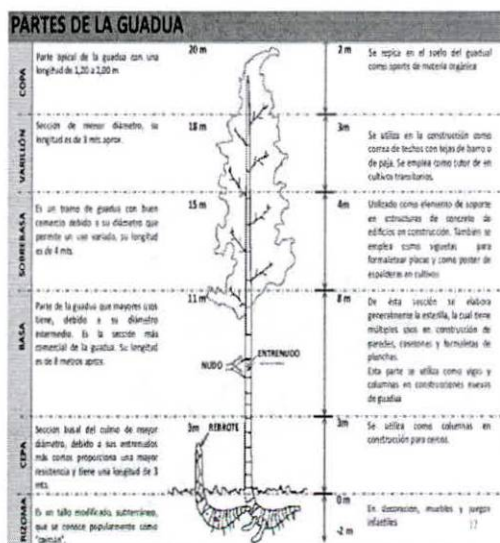 PARTES DE LA GUADUA
COPA
Parte apical de la guadua con una
longitud de 1,20 a 2,00 m
20 m
2 m
Se repica en el suelo del guadual
como aporte de materia orgánica
VARILLÓN
Sección de menor diámetro, su
longitud es de 3 mts aprox.
18 m
3m
Se utiliza en la construcción como
correa de techos con tejas de barro o
de paja. Se emplea como tutor de en
cultivos transitorios.
SOBREBASA
Es un tramo de guadua con buen
comercio debido a su diámetro que
permite un uso variado, su longitud
es de 4 mts.
15 m
4m
Utilizado como elemento de soporte
en estructuras de concreto de
edificios en construcción. También se
emplea como viguetas para
formaletear placas y como postes de
espalderas en cultivos
BASA
Parte de la guadua que mayores usos
tiene, debido a su diámetro
intermedio. Es la sección más
comercial de la guadua. Su longitud
es de 8 metros aprox.
11 m
NUDO
ENTRENUDO
8 m
De ésta sección se elabora
generalmente la esterilla, la cual tiene
múltiples usos en construcción de
paredes, casetones y formaletas de
planchas.
Esta parte se utiliza como vigas y
columnas en construcciones nuevas
de guadua
CEPA
Sección basal del culmo de mayor
diámetro, debido a sus entrenudos
más cortos proporciona una mayor
resistencia y tiene una longitud de 3
mts.
3m
REBROTE
3m
Se utiliza como columnas en
construcción para cercos.
RIZOMA
Es un tallo modificado, subterráneo,
que se conoce popularmente como
"caimán".
0 m
-2 m
En decoración, muebles y juegos
infantiles
17